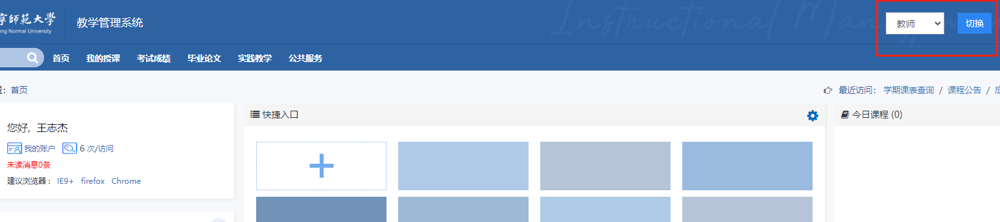 師範大學
ing Normal University
教学管理系统
Instructional Man
教师
切换
首页 我的授课 考试成绩 毕业论文 实践教学 公共服务
：首页
最近访问： 学期课表查询 / 课程公告 /
您好，王志杰
我的账户 6 次/访问
未读消息0条
建议浏览器： IE9+ firefox Chrome
快捷入口
今日课程 (0)